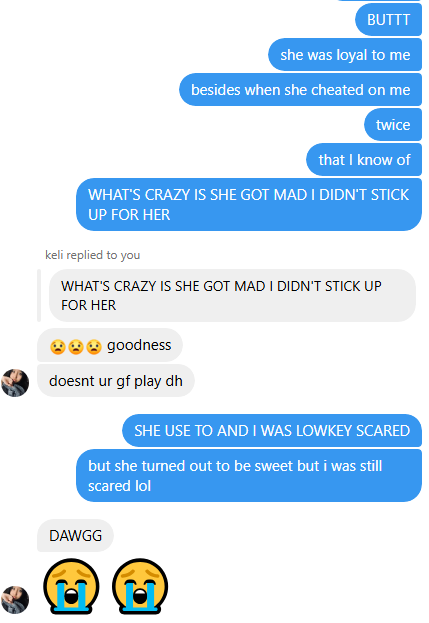 BUTTT
she was loyal to me
besides when she cheated on me
twice
that I know of
WHAT'S CRAZY IS SHE GOT MAD I DIDN'T STICK
UP FOR HER
keli replied to you
WHAT'S CRAZY IS SHE GOT MAD I DIDN'T STICK UP
FOR HER
😧😧😧 goodness
doesnt ur gf play dh
SHE USE TO AND I WAS LOWKEY SCARED
but she turned out to be sweet but i was still
scared lol
DAWGG
😭 😭